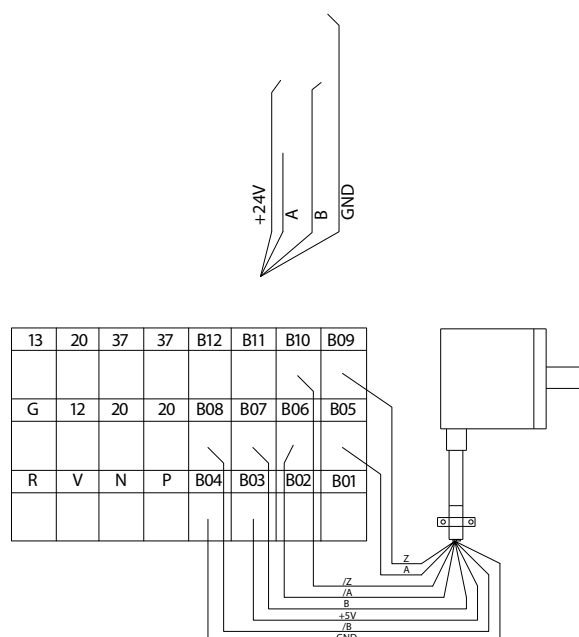 +24V
A
B
GND
13 20 37 37 B12 B11 B10 B09
G 12 20 20 B08 B07 B06 B05
R V N P B04 B03 B02 B01
Z
A
/Z
/A
B
+5V
/B
GND